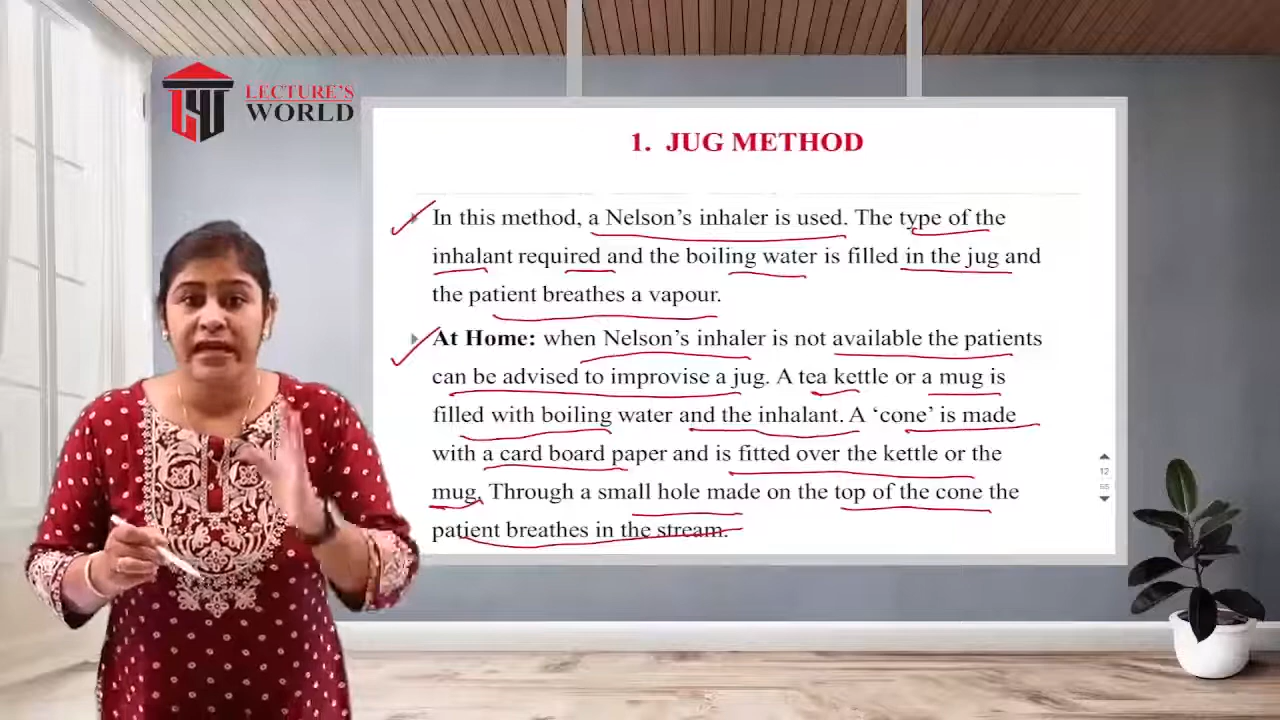 LECTURE'S
WORLD
1. JUG METHOD
In this method, a Nelson's inhaler is used. The type of the
inhalant required and the boiling water is filled in the jug and
the patient breathes a vapour.
At Home: when Nelson's inhaler is not available the patients
can be advised to improvise a jug. A tea kettle or a mug is
filled with boiling water and the inhalant. A ‘cone’ is made
with a card board paper and is fitted over the kettle or the
mug. Through a small hole made on the top of the cone the
patient breathes in the stream.
12
65